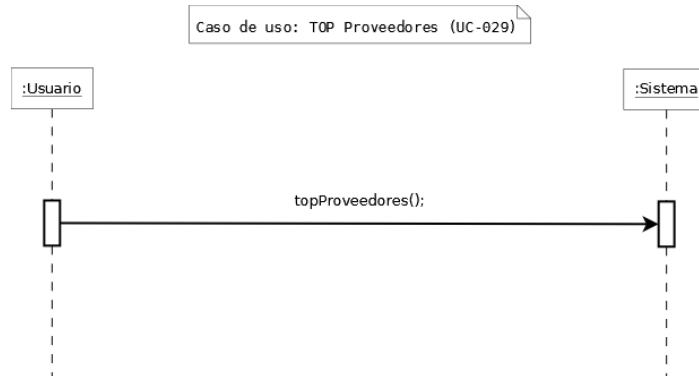 Caso de uso: TOP Proveedores (UC-029)
:Usuario
:Sistema
topProveedores();